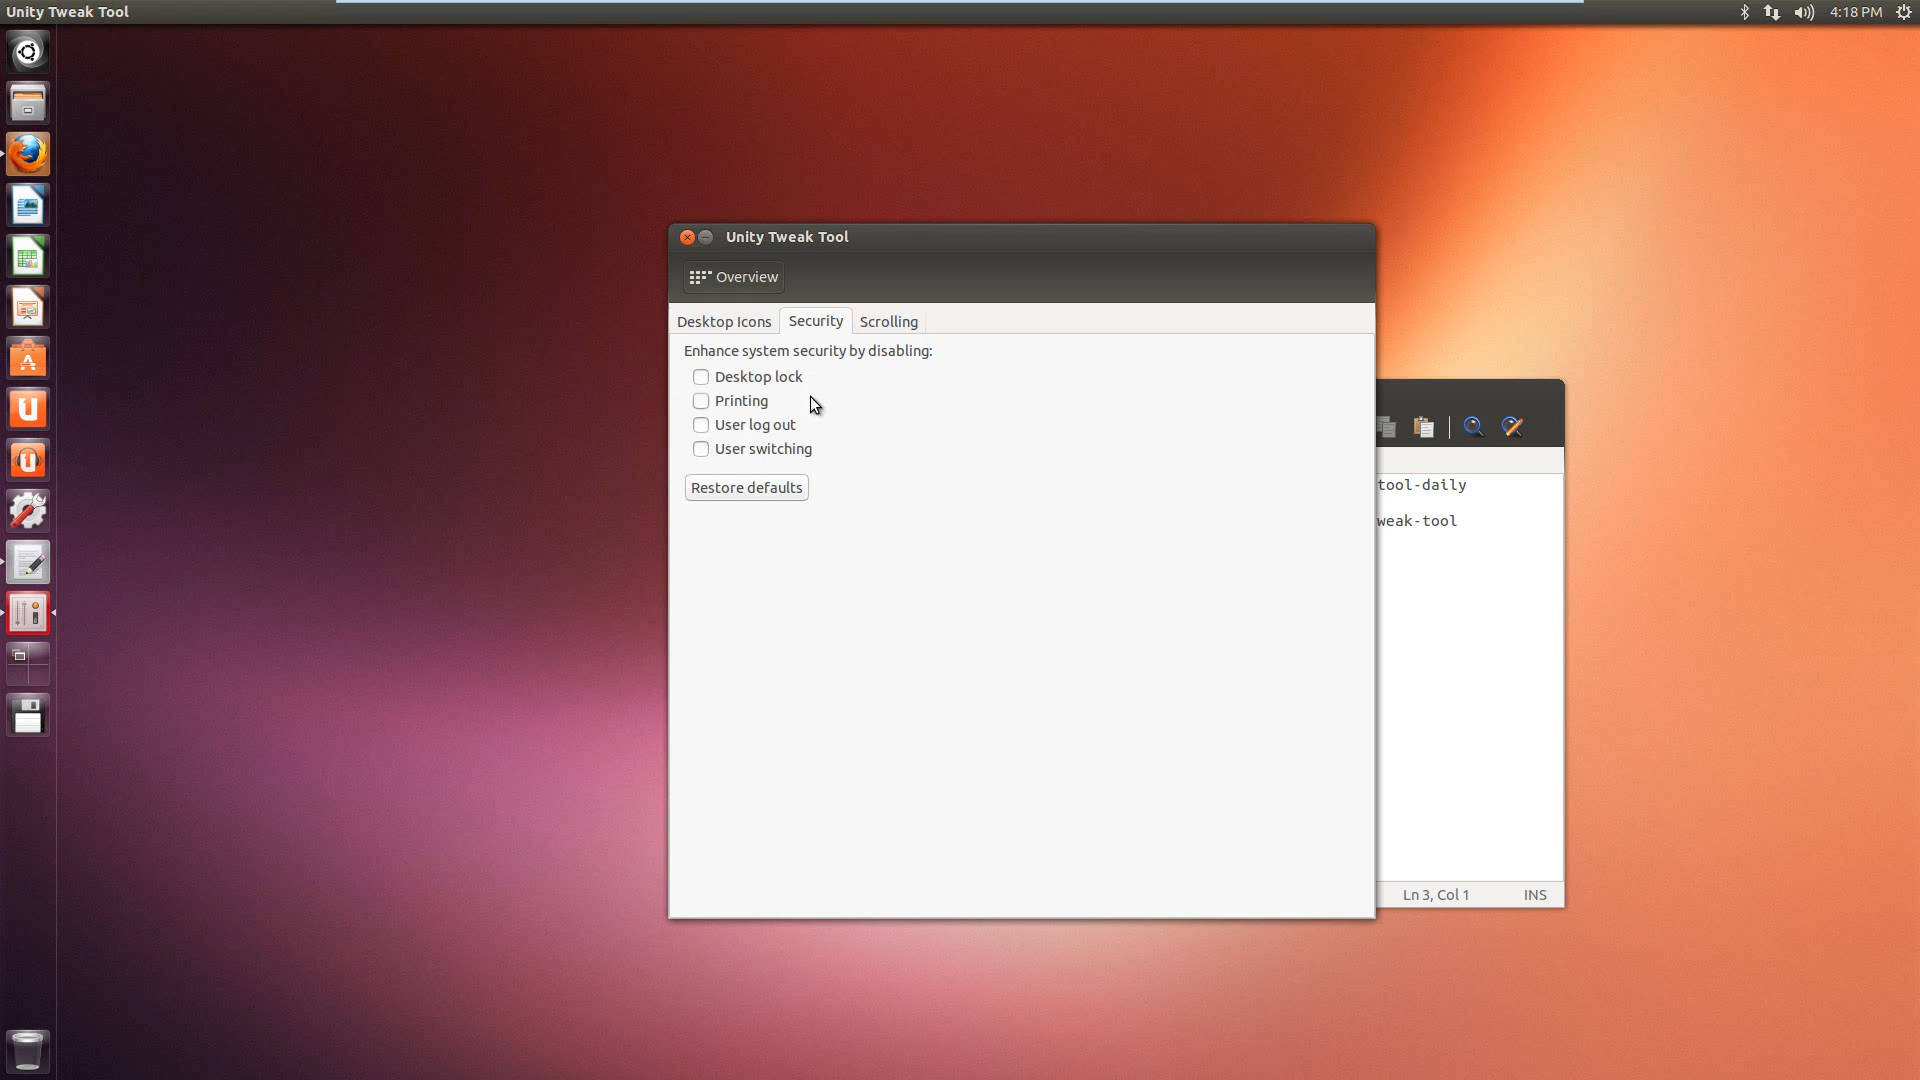 Unity Tweak Tool
4:18 PM
Unity Tweak Tool
Overview
Desktop Icons Security Scrolling
Enhance system security by disabling:
Desktop lock
Printing
User log out
User switching
Restore defaults
tool-daily
weak-tool
Ln 3, Col 1 INS